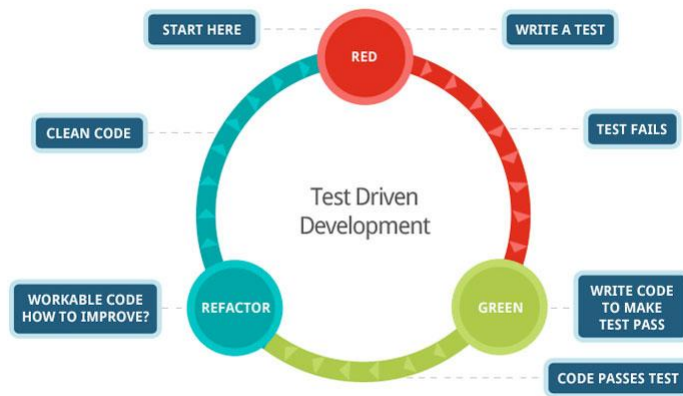 START HERE
RED
WRITE A TEST
CLEAN CODE
TEST FAILS
Test Driven
Development
WORKABLE CODE
HOW TO IMPROVE?
REFACTOR
GREEN
WRITE CODE
TO MAKE
TEST PASS
CODE PASSES TEST